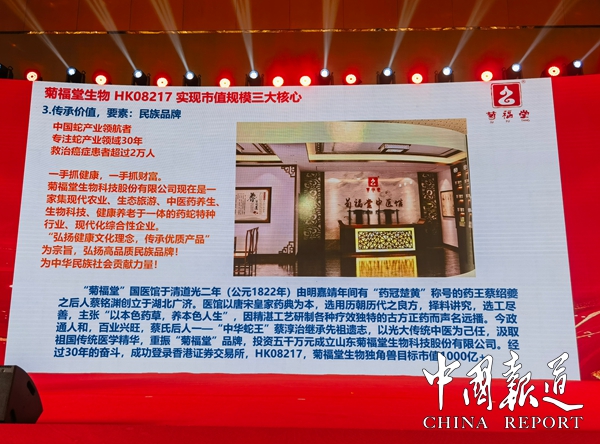 菊福堂生物 HK08217 实现市值规模三大核心
3.传承价值，要素：民族品牌
中国蛇产业领航者
专注蛇产业领域30年
救治癌症患者超过2万人
一手抓健康，一手抓财富。
菊福堂生物科技股份有限公司现在是一
家集现代农业、生态旅游、中医药养生、
生物科技、健康养老于一体的药蛇特种
行业、现代化综合性企业。
“弘扬健康文化理念，传承优质产品”
为宗旨，弘扬高品质民族品牌！
为中华民族社会贡献力量！
菊福堂
菊福堂中医馆
“菊福堂”国医馆于清道光二年（公元1822年）由明嘉靖年间有“药冠楚黄”称号的药王蔡绍夔
之后人蔡铭渊创立于湖北广济。医馆以唐宋皇家药典为本，选用历朝历代之良方，择料讲究，选工尽
善，主张“以本色药草，养本色人生”，因精湛工艺研制各种疗效独特的古方正药而声名远播。今政
通人和，百业兴旺，蔡氏后人——“中华蛇王”蔡淳治继承先祖遗志，以光大传统中医为己任，汲取
祖国传统医学精华，重振“菊福堂”品牌，投资五千万元成立山东菊福堂生物科技股份有限公司。经
过30年的奋斗，成功登录香港证券交易所，HK08217，菊福堂生物独角兽目标市值1000亿+
中國報道
CHINA REPORT